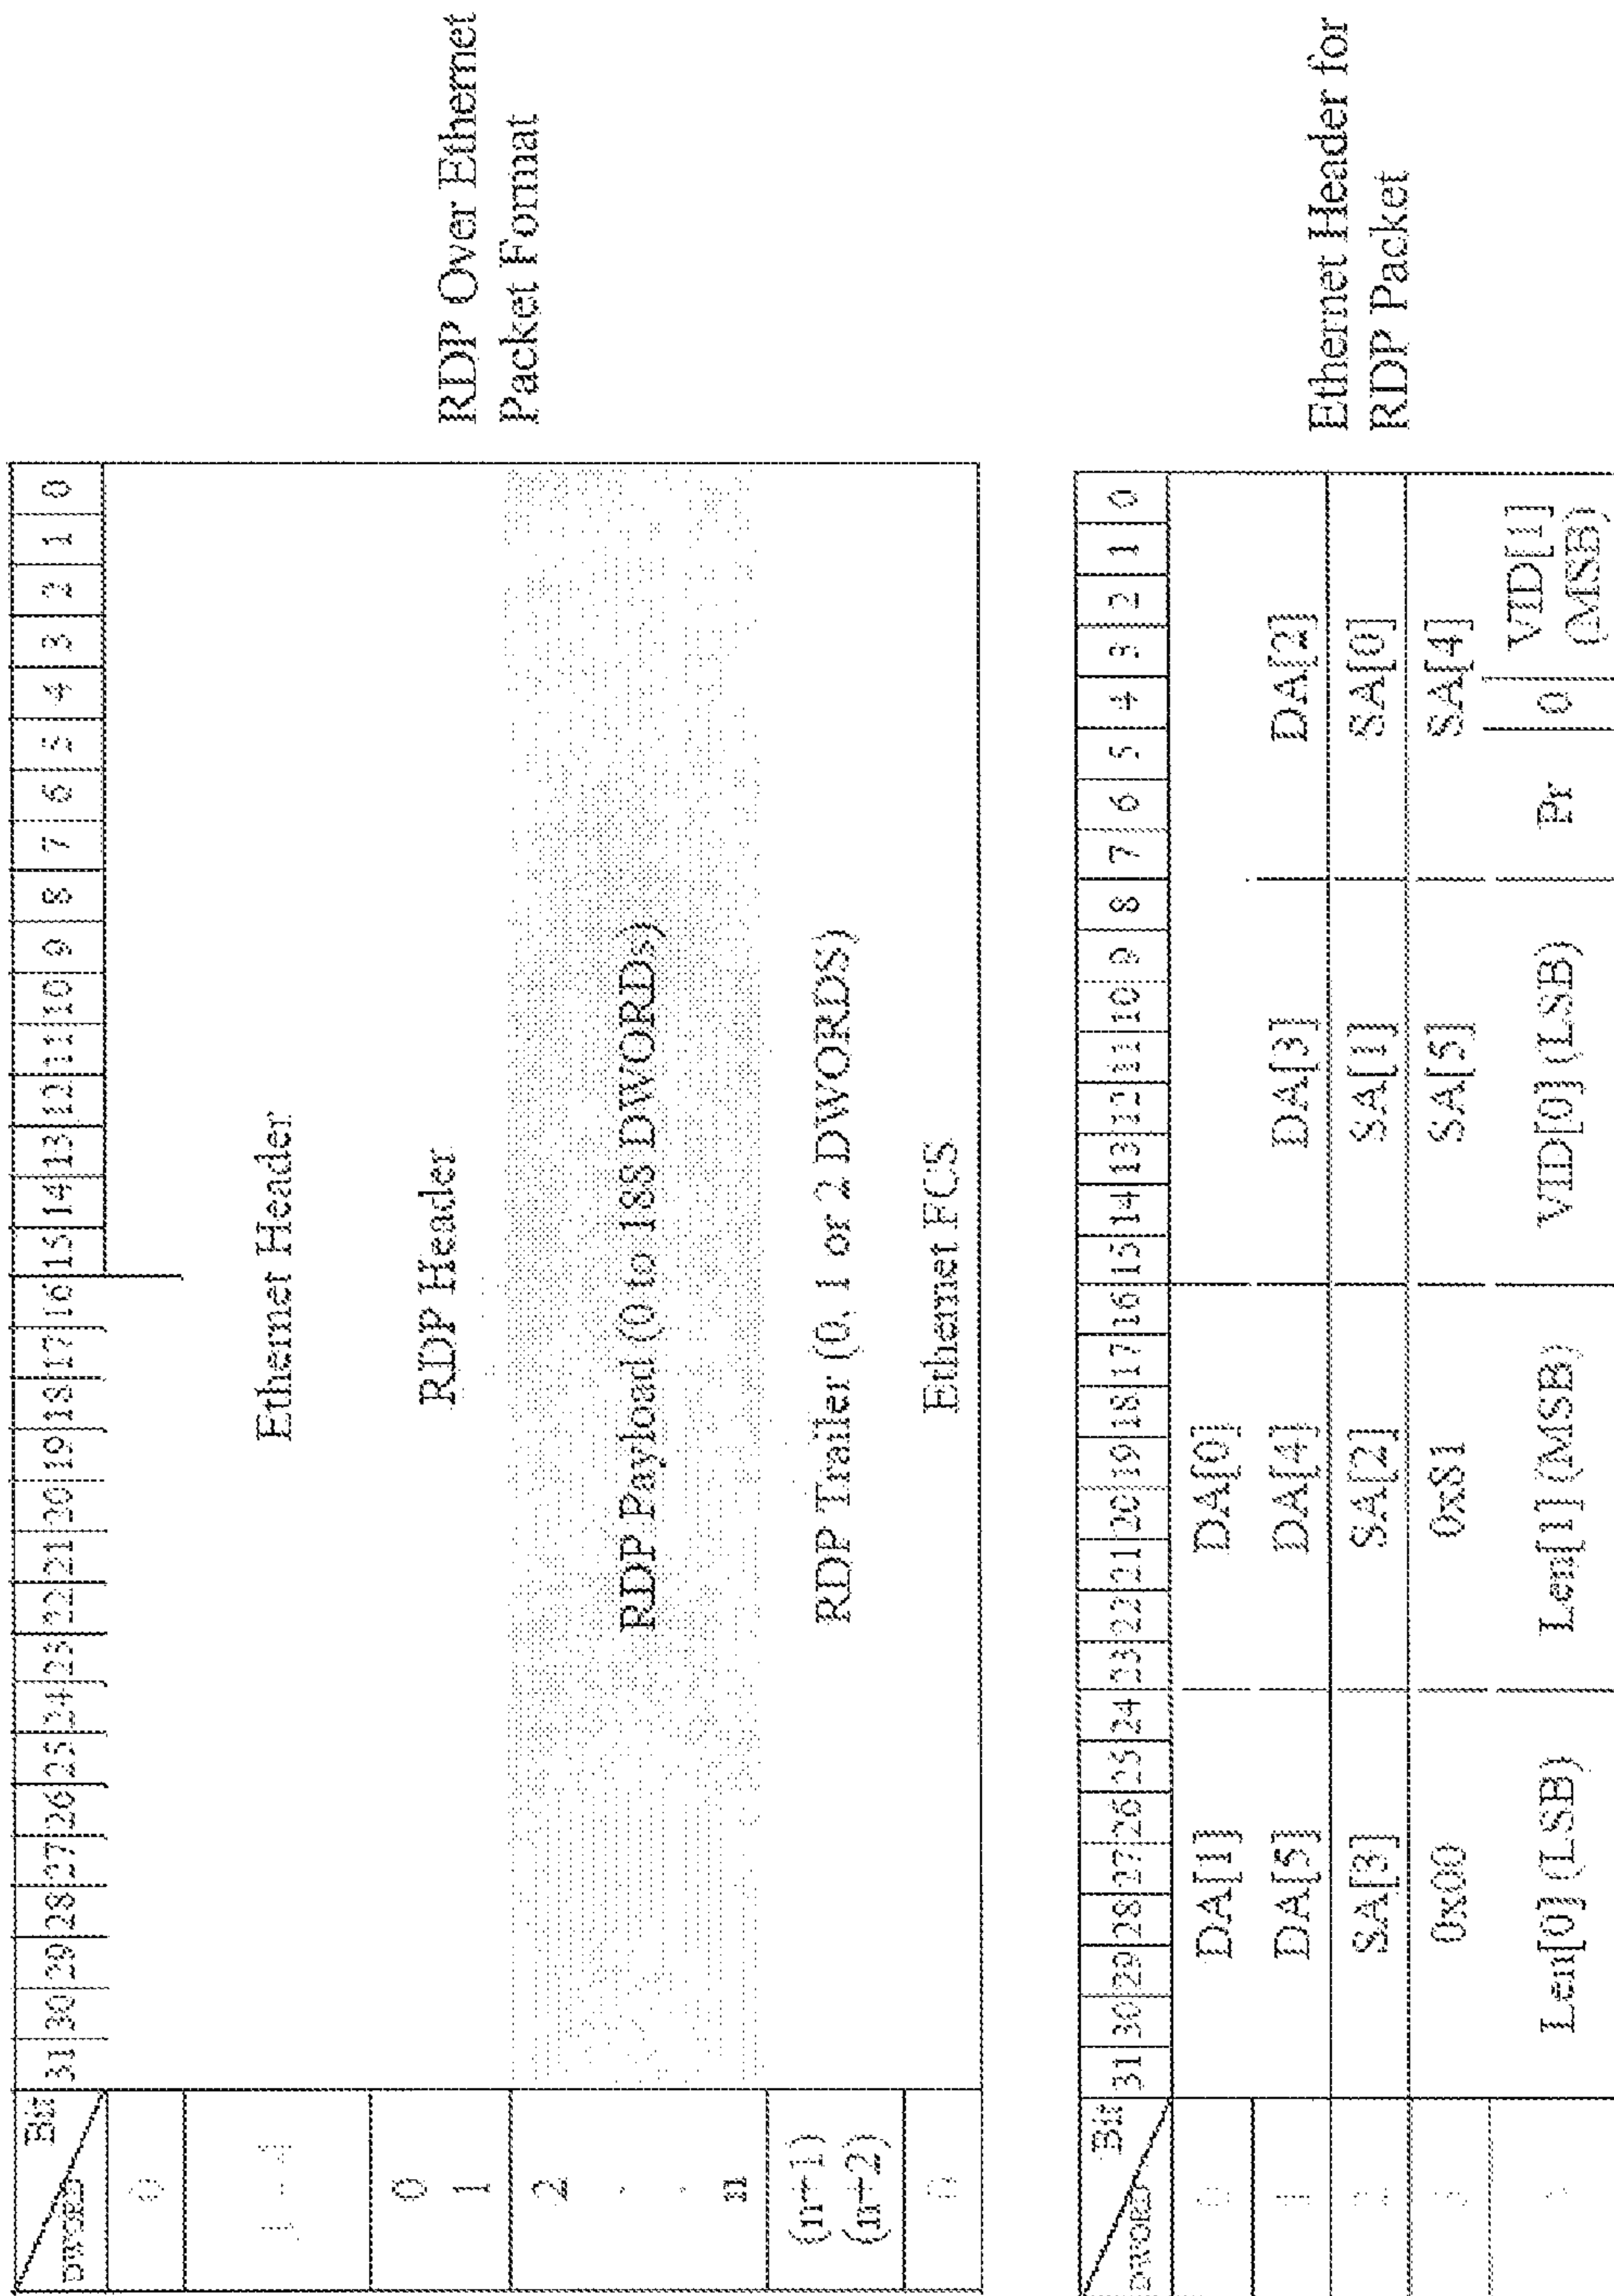 Bit
DWORD
31 30 29 28 27 26 25 24 23 22 21 20 19 18 17 16 15 14 13 12 11 10 9 8 7 6 5 4 3 2 1 0
0
1 - 4
Ethernet Header
0
1
RDP Header
2
.
.
n
RDP Payload (0 to 188 DWORDs)
(n+1)
(n+2)
RDP Trailer (0, 1 or 2 DWORDS)
0
Ethernet FCS
RDP Over Ethernet
Packet Format
Bit
DWORD
31 30 29 28 27 26 25 24 23 22 21 20 19 18 17 16 15 14 13 12 11 10 9 8 7 6 5 4 3 2 1 0
0 DA[1] DA[0]
1 DA[5] DA[4] DA[3] DA[2]
2 SA[3] SA[2] SA[1] SA[0]
3 0x00 0x81 SA[5] SA[4]
Len[0] (LSB) Len[1] (MSB) VID[0] (LSB) Pr 0 VID[1]
(MSB)
Ethernet Header for
RDP Packet